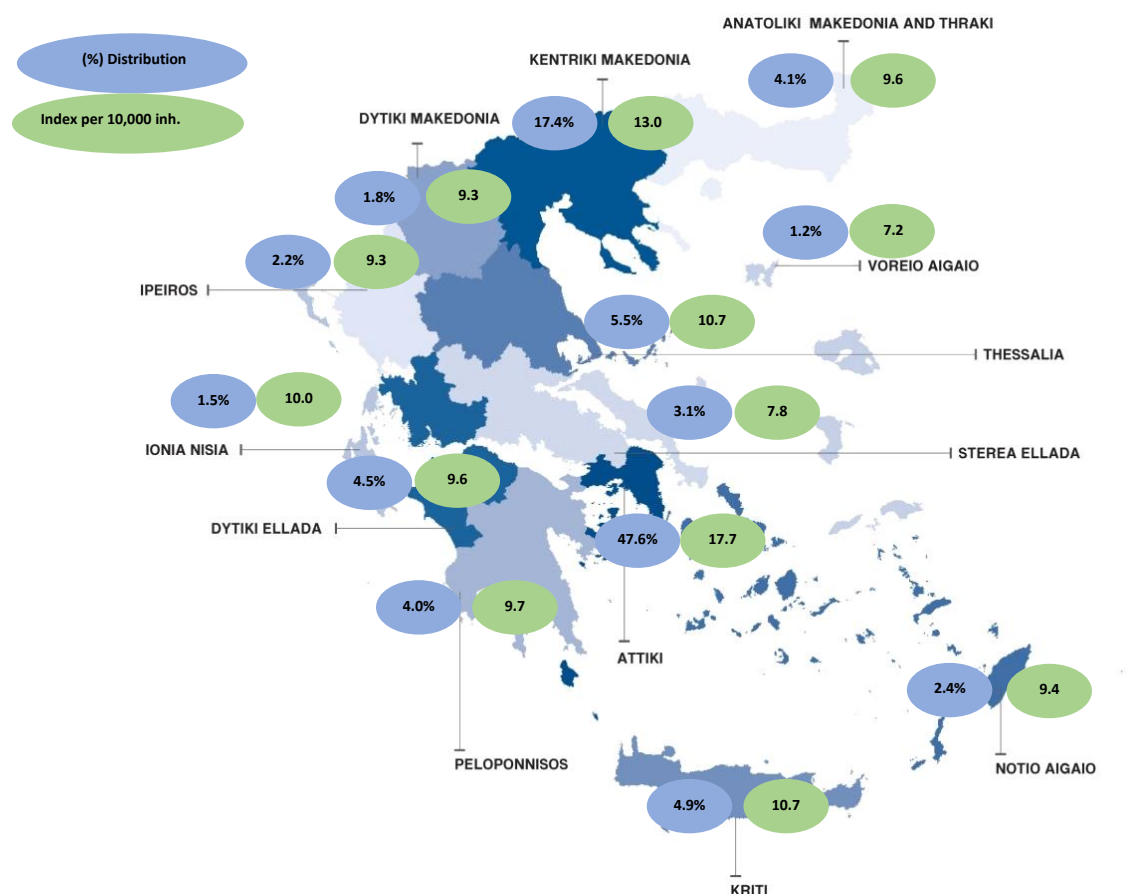 ANATOLIKI MAKEDONIA AND THRAKI
(%) Distribution
KENTRIKI MAKEDONIA
4.1%
9.6
Index per 10,000 inh.
DYTIKI MAKEDONIA
17.4%
13.0
1.8%
9.3
1.2%
7.2
2.2%
9.3
VOREIO AIGAIO
IPEIROS
5.5%
10.7
THESSALIA
1.5%
10.0
3.1%
7.8
IONIA NISIA
STEREA ELLADA
4.5%
9.6
DYTIKI ELLADA
47.6%
17.7
4.0%
9.7
ATTIKI
2.4%
9.4
PELOPONNISOS
NOTIO AIGAIO
4.9%
10.7
KRITI